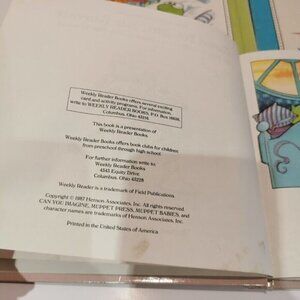 Weekly Reader Books offers several exciting
card and activity programs. For information,
write to WEEKLY READER BOOKS, P.O. Box 16636
Columbus, Ohio 43216.
This book is a presentation of
Weekly Reader Books.
Weekly Reader Books offers book clubs for children
from preschool through high school.
For further information write to:
Weekly Reader Books
4343 Equity Drive
Columbus, Ohio 43228
Weekly Reader is a trademark of Field Publications
Copyright © 1987 Henson Associates, Inc. All rights reserved.
CAN YOU IMAGINE, MUPPET PRESS, MUPPET BABIES, and
character names are trademarks of Henson Associates, Inc.
Printed in the United States of America